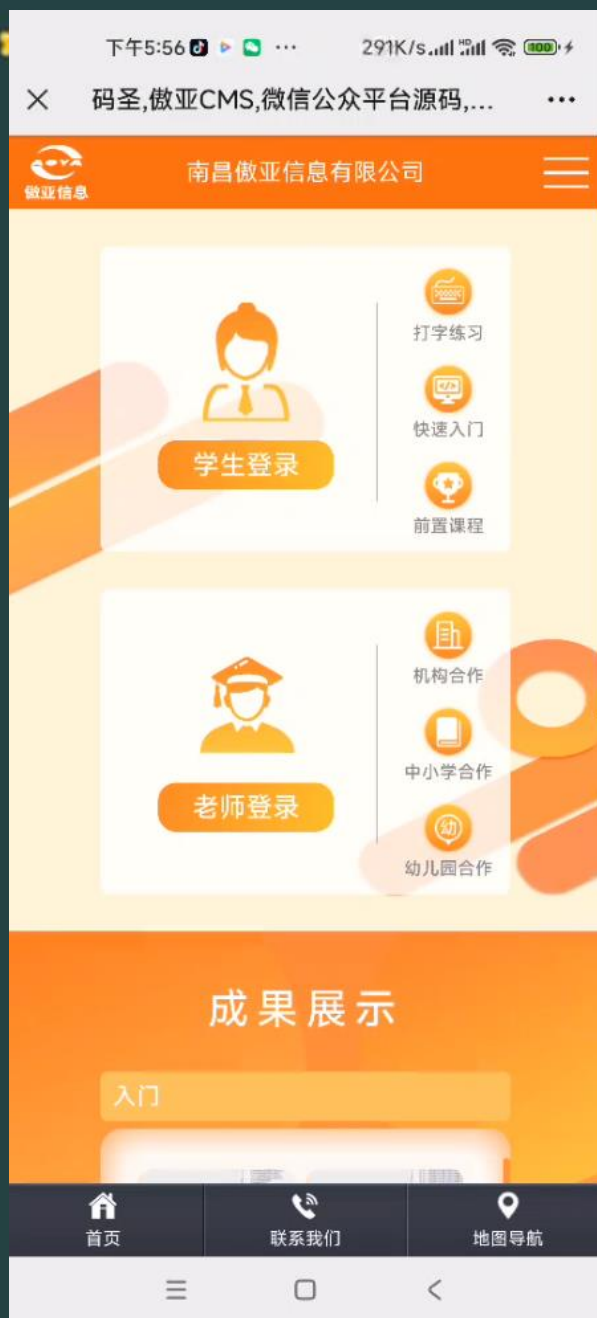 下午5:56 ··· 291K/s HD 100
码圣,傲亚CMS,微信公众平台源码,... ···
AOYA
傲亚信息
南昌傲亚信息有限公司
打字练习
快速入门
学生登录
前置课程
机构合作
中小学合作
老师登录
幼
幼儿园合作
成果展示
入门
首页 联系我们 地图导航